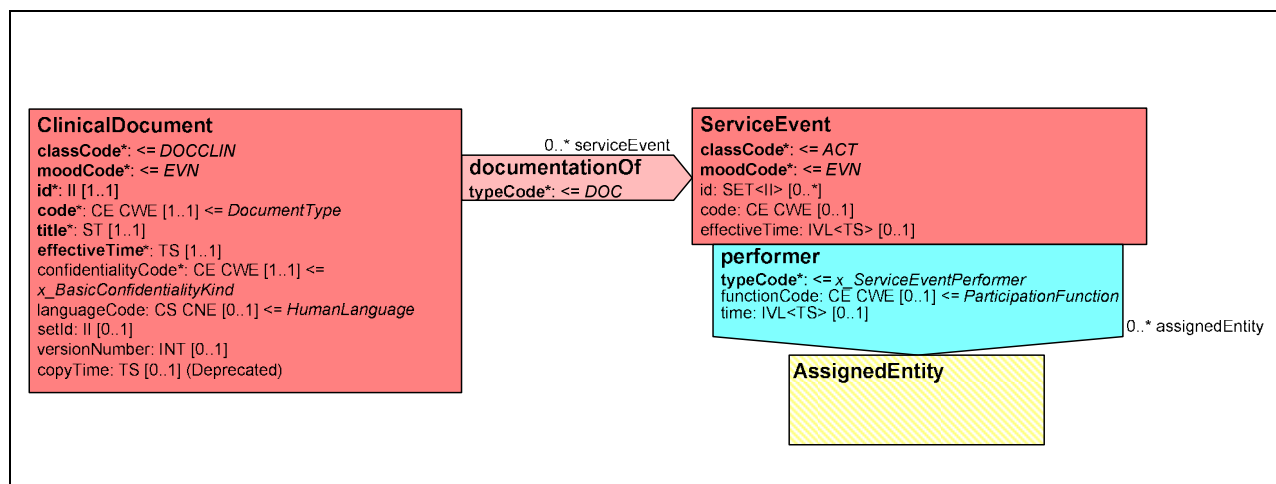 ClinicalDocument
classCode*: <= DOCCLIN
moodCode*: <= EVN
id*: II [1..1]
code*: CE CWE [1..1] <= DocumentType
title*: ST [1..1]
effectiveTime*: TS [1..1]
confidentialityCode*: CE CWE [1..1] <=
x_BasicConfidentialityKind
languageCode: CS CNE [0..1] <= HumanLanguage
setId: II [0..1]
versionNumber: INT [0..1]
copyTime: TS [0..1] (Deprecated)
0..* serviceEvent
documentationOf
typeCode*: <= DOC
ServiceEvent
classCode*: <= ACT
moodCode*: <= EVN
id: SET<II> [0..*]
code: CE CWE [0..1]
effectiveTime: IVL<TS> [0..1]
performer
typeCode*: <= x_ServiceEventPerformer
functionCode: CE CWE [0..1] <= ParticipationFunction
time: IVL<TS> [0..1]
0..* assignedEntity
AssignedEntity